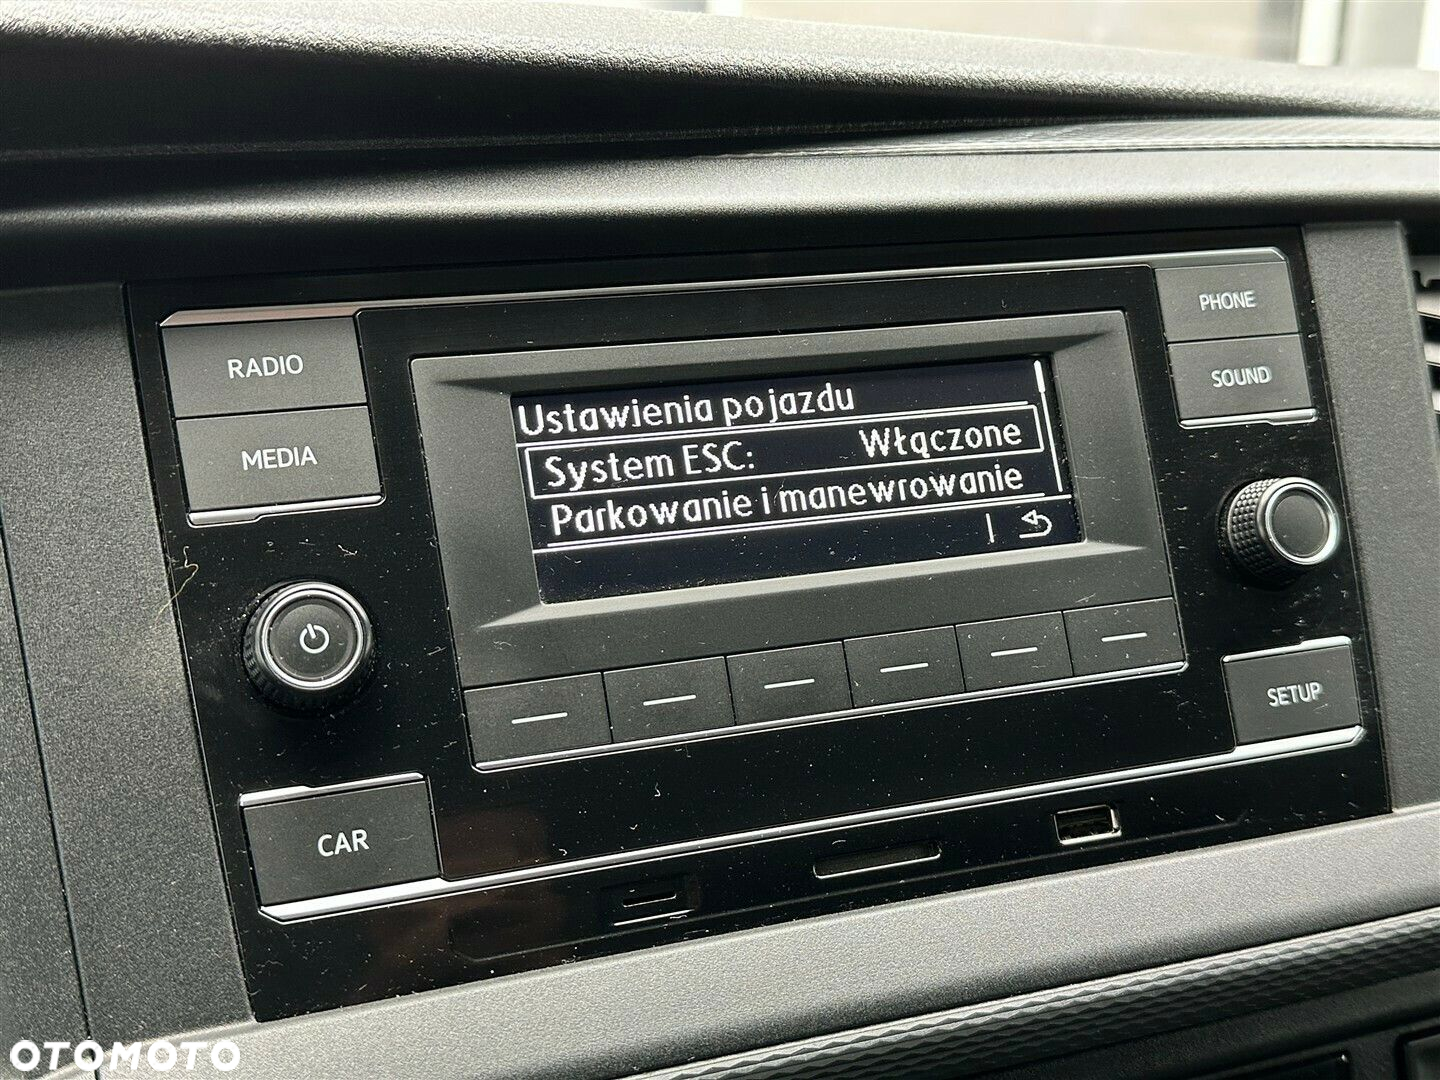 PHONE
RADIO
SOUND
MEDIA
Ustawienia pojazdu
System ESC: Włączone
Parkowanie i manewrowanie
SETUP
CAR
OTOMOTO